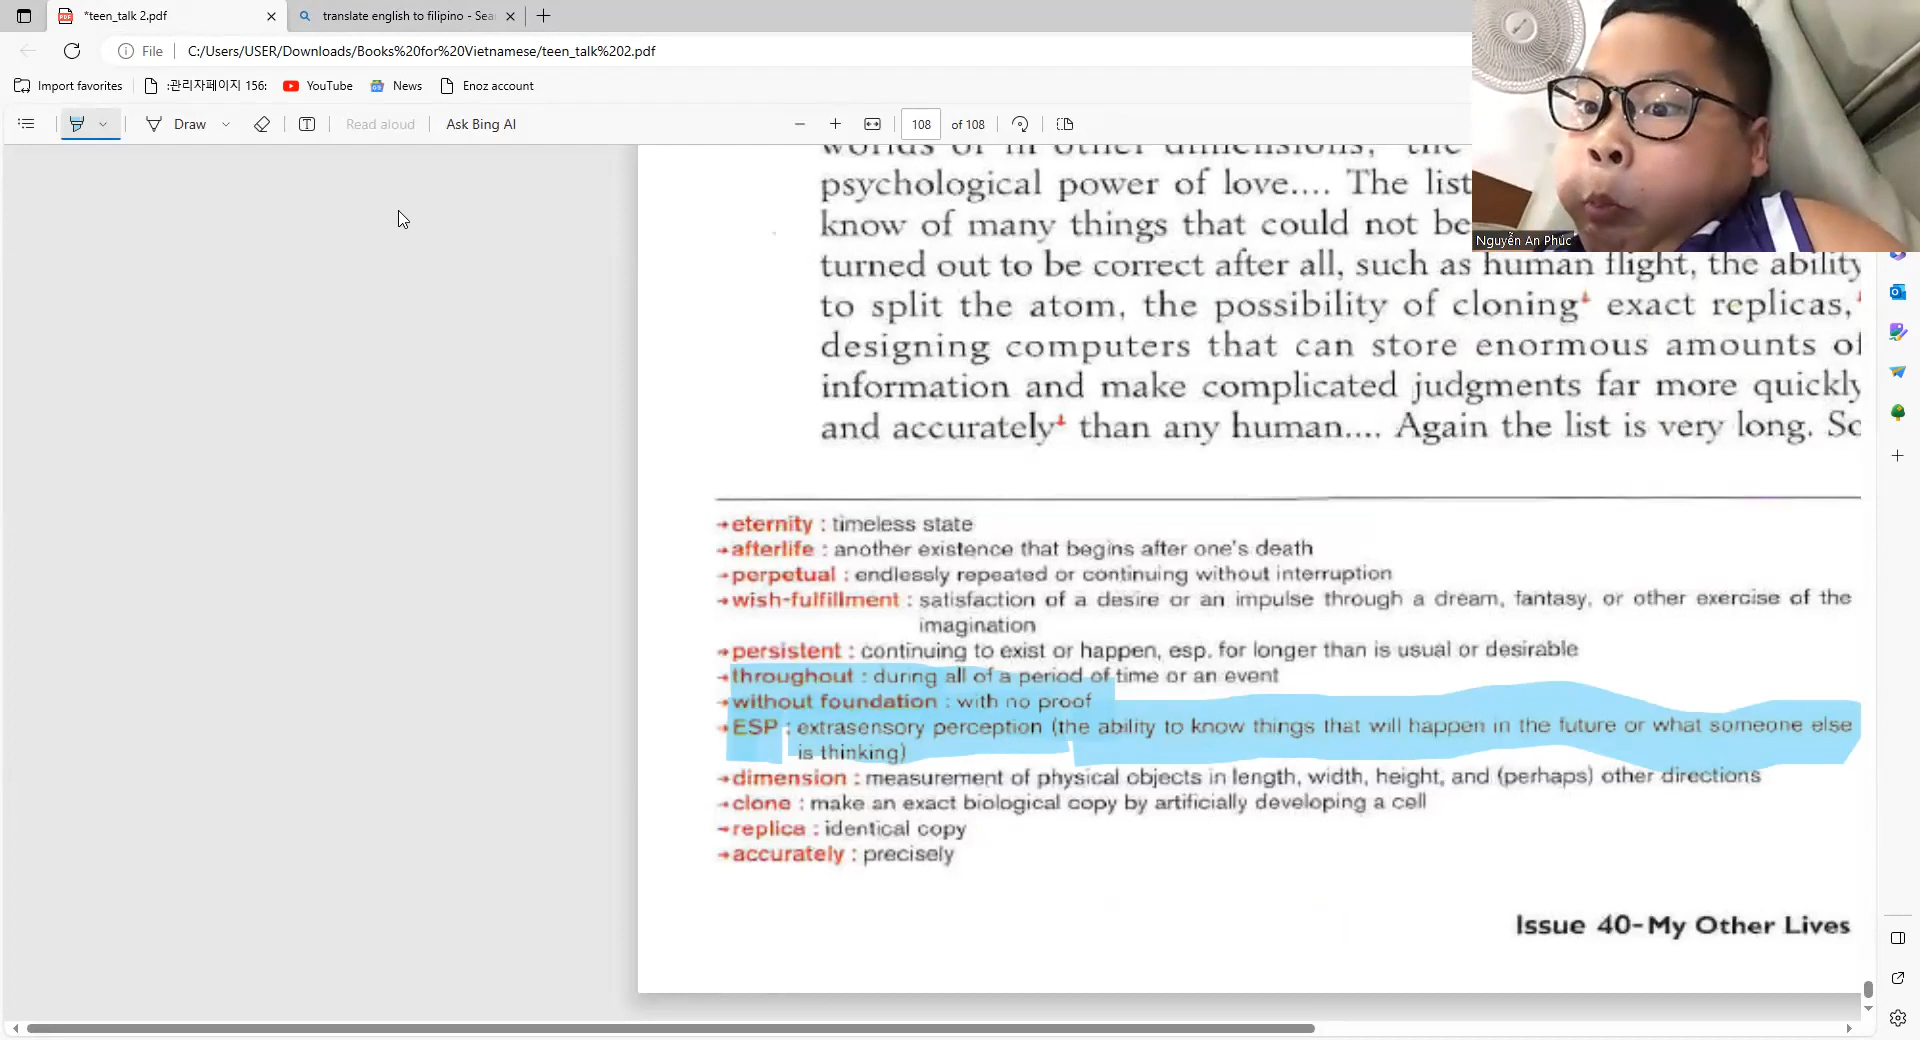 *teen_talk 2.pdf
translate english to filipino - Sea
File
C:/Users/USER/Downloads/Books%20for%20Vietnamese/teen_talk%202.pdf
Import favorites
:관리자페이지 156:
YouTube
News
Enoz account
Draw
Read aloud
Ask Bing AI
108
of 108
Nguyễn An Phúc
worlds or in other dimensions, the
psychological power of love.... The list
know of many things that could not be
turned out to be correct after all, such as human flight, the ability
to split the atom, the possibility of cloning exact replicas,
designing computers that can store enormous amounts of
information and make complicated judgments far more quickly
and accurately than any human.... Again the list is very long. So
→eternity : timeless state
→afterlife : another existence that begins after one's death
→perpetual : endlessly repeated or continuing without interruption
→wish-fulfillment : satisfaction of a desire or an impulse through a dream, fantasy, or other exercise of the
imagination
→persistent : continuing to exist or happen, esp. for longer than is usual or desirable
→throughout : during all of a period of time or an event
→without foundation : with no proof
→ESP : extrasensory perception (the ability to know things that will happen in the future or what someone else
is thinking)
→dimension : measurement of physical objects in length, width, height, and (perhaps) other directions
→clone : make an exact biological copy by artificially developing a cell
→replica : identical copy
→accurately : precisely
Issue 40-My Other Lives